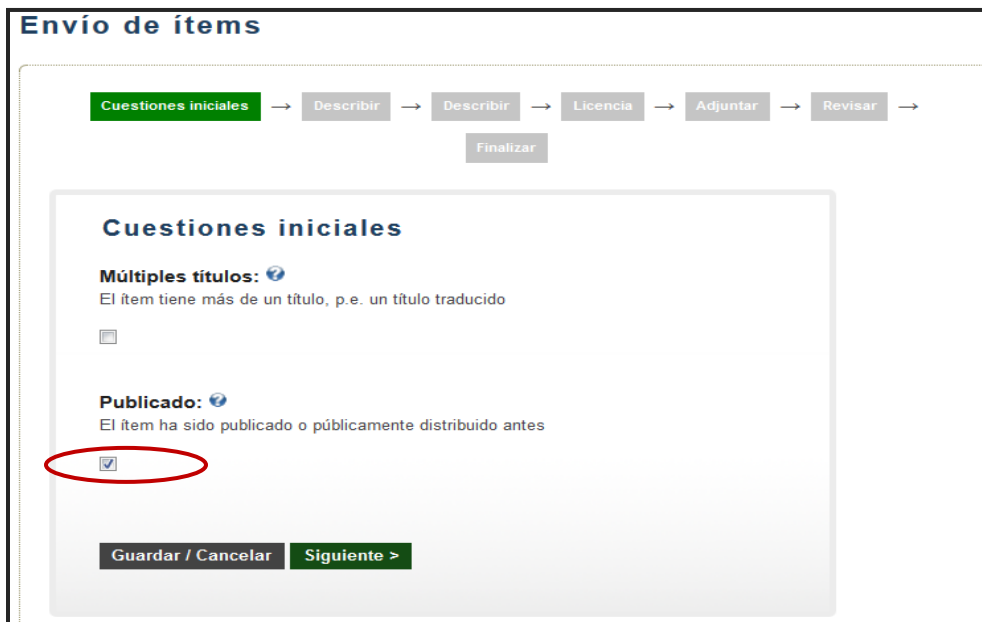 Envío de ítems
Cuestiones iniciales → Describir → Describir → Licencia → Adjuntar → Revisar →
Finalizar
Cuestiones iniciales
Múltiples títulos: ?
El ítem tiene más de un título, p.e. un título traducido
Publicado: ?
El ítem ha sido publicado o públicamente distribuido antes
Guardar / Cancelar Siguiente >